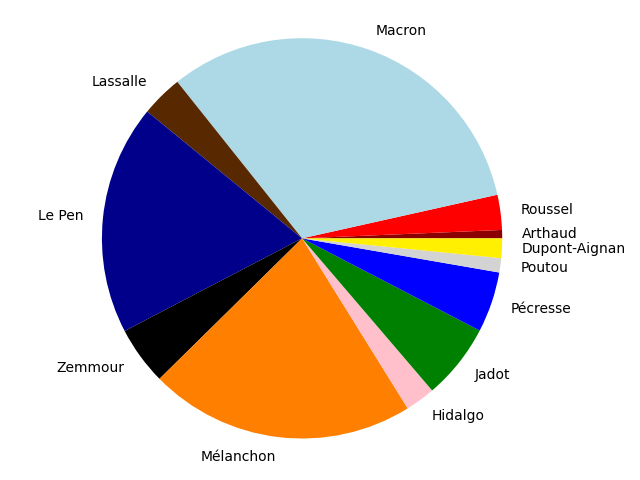 Macron
Lassalle
Roussel
Le Pen
Arthaud
Dupont-Aignan
Poutou
Pécresse
Zemmour
Jadot
Hidalgo
Mélanchon